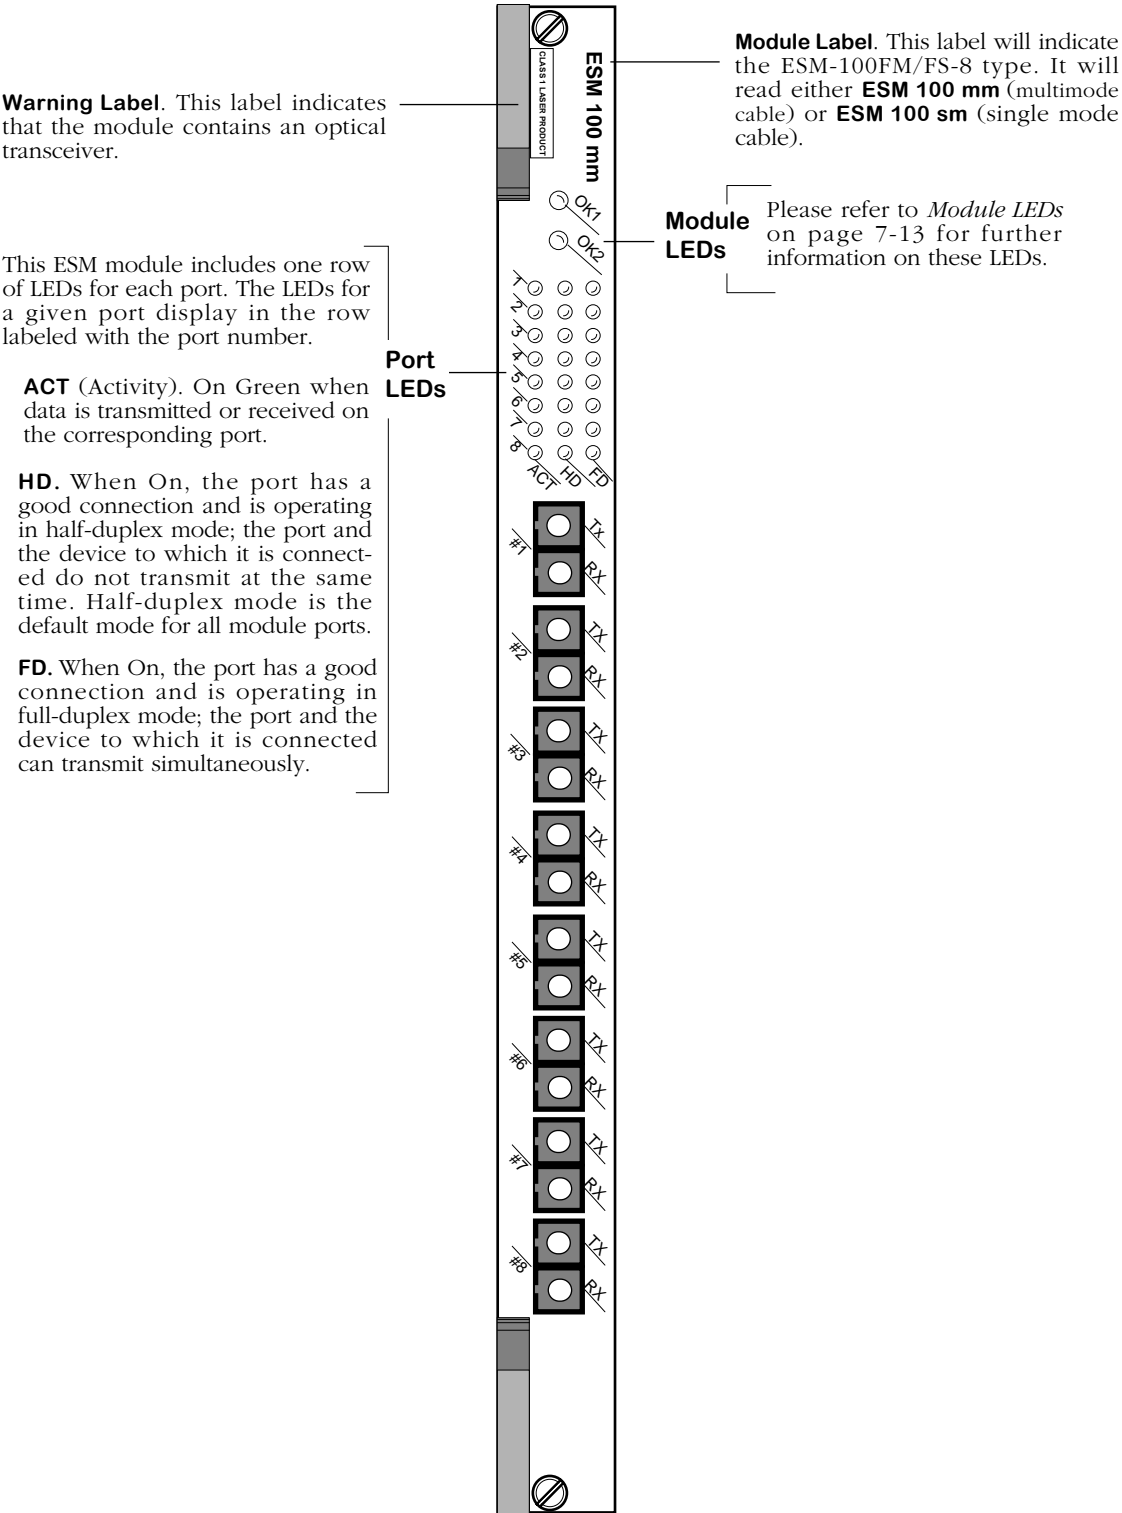 Warning Label. This label indicates
that the module contains an optical
transceiver.
This ESM module includes one row
of LEDs for each port. The LEDs for
a given port display in the row
labeled with the port number.
ACT (Activity). On Green when
data is transmitted or received on
the corresponding port.
HD. When On, the port has a
good connection and is operating
in half-duplex mode; the port and
the device to which it is connect-
ed do not transmit at the same
time. Half-duplex mode is the
default mode for all module ports.
FD. When On, the port has a good
connection and is operating in
full-duplex mode; the port and the
device to which it is connected
can transmit simultaneously.
Port
LEDs
CLASS 1 LASER PRODUCT
ESM 100 mm
OK1
OK2
1
2
3
4
5
6
7
8
ACT
HD
FD
#1
Tx
RX
#2
TX
RX
#3
TX
RX
#4
TX
RX
#5
TX
RX
#6
TX
RX
#7
TX
RX
#8
TX
RX
Module Label. This label will indicate
the ESM-100FM/FS-8 type. It will
read either ESM 100 mm (multimode
cable) or ESM 100 sm (single mode
cable).
Module
LEDs
Please refer to Module LEDs
on page 7-13 for further
information on these LEDs.